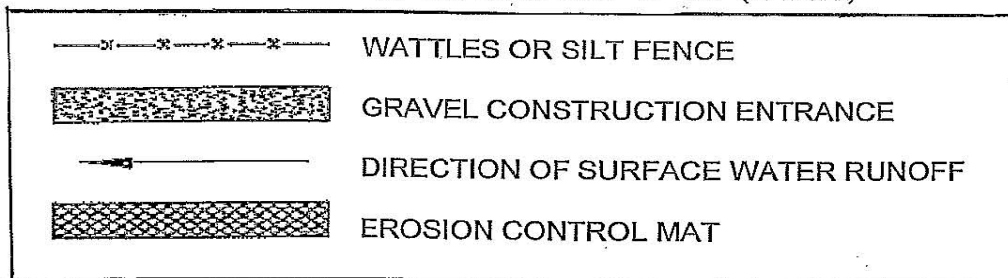 WATTLES OR SILT FENCE
GRAVEL CONSTRUCTION ENTRANCE
DIRECTION OF SURFACE WATER RUNOFF
EROSION CONTROL MAT